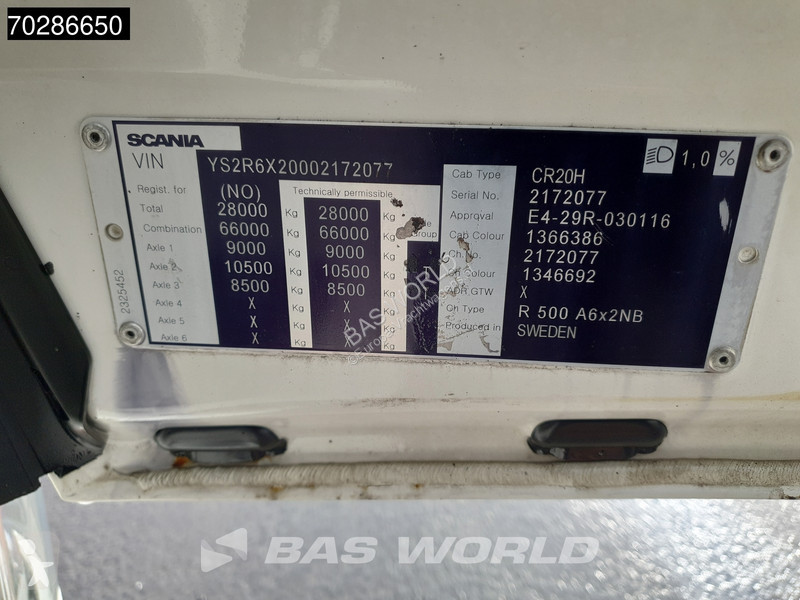 70286650
SCANIA
VIN YS2R6X20002172077
Regist. for (NO) Technically permissible
Total 28000 Kg 28000 Kg
Combination 66000 Kg 66000 Kg
Axle 1 9000 Kg 9000 Kg
Axle 2 10500 Kg 10500 Kg
Axle 3 8500 Kg 8500 Kg
Axle 4 X Kg X Kg
Axle 5 X Kg X Kg
Axle 6 X Kg X Kg
2325452
Cab Type CR20H
Serial No. 2172077
Approval E4-29R-030116
Cab Colour 1366386
Ch.No. 2172077
Colour 1346692
ADR GTW X
Ch Type R 500 A6x2NB
Produced in SWEDEN
1,0 %
BAS WORLD
BAS WORLD